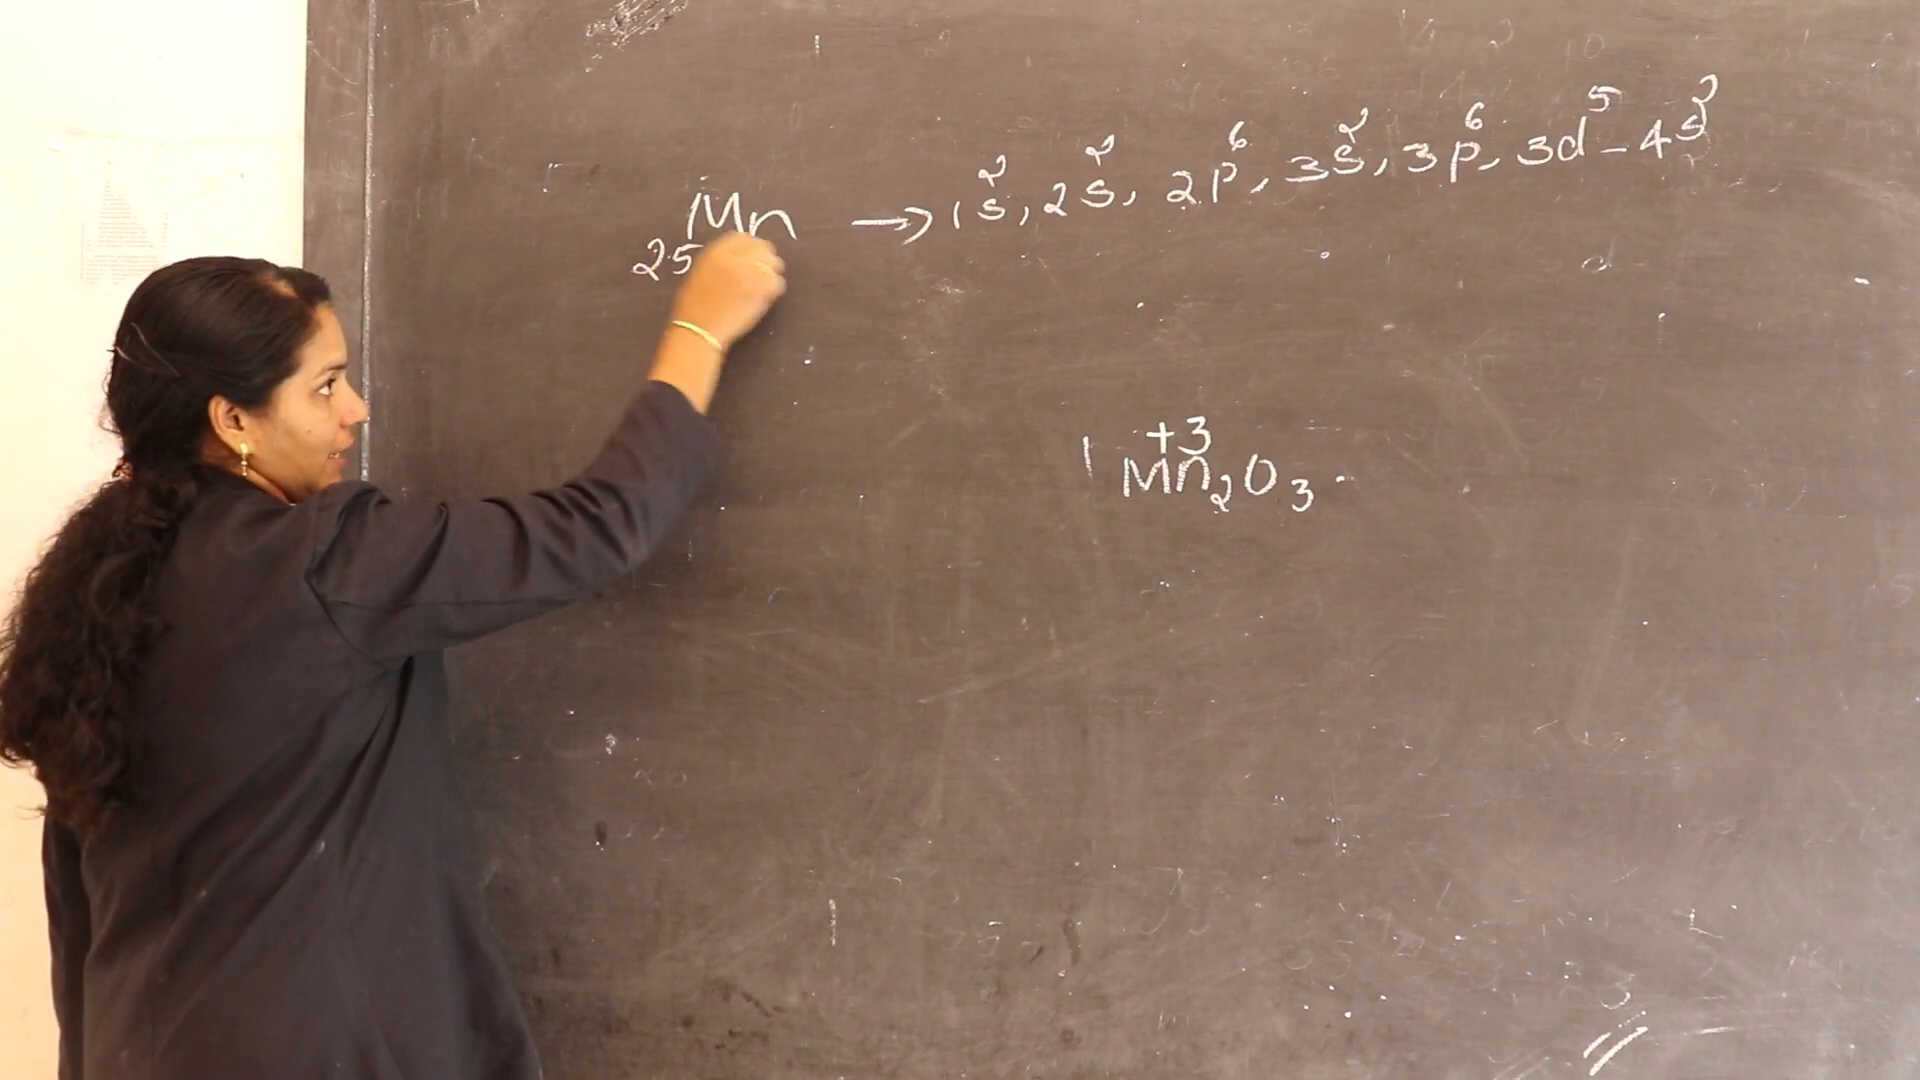 ₂₅Mn → 1s², 2s², 2p⁶, 3s², 3p⁶, 3d⁵ - 4s²
+3
Mn₂O₃